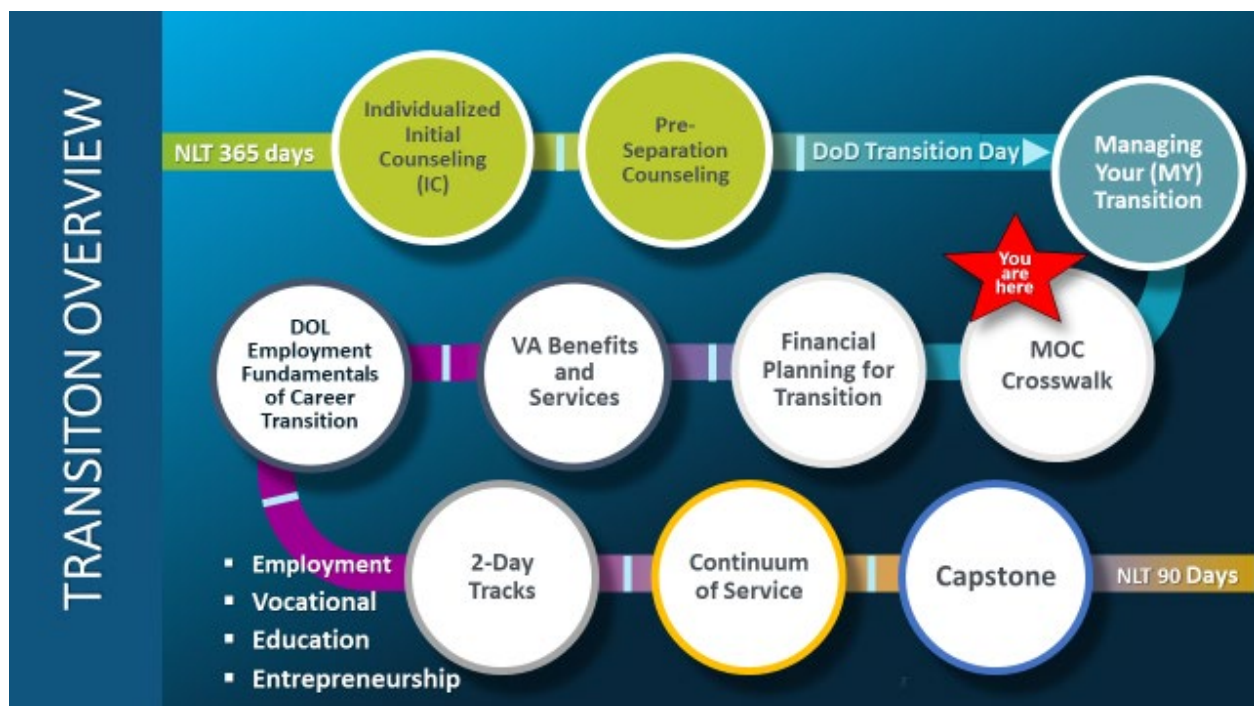 TRANSITON OVERVIEW
NLT 365 days
Individualized
Initial
Counseling
(IC)
Pre-
Separation
Counseling
DoD Transition Day
Managing
Your (MY)
Transition
You
are
here
MOC
Crosswalk
Financial
Planning for
Transition
VA Benefits
and
Services
DOL
Employment
Fundamentals
of Career
Transition
▪ Employment
▪ Vocational
▪ Education
▪ Entrepreneurship
2-Day
Tracks
Continuum
of Service
Capstone
NLT 90 Days